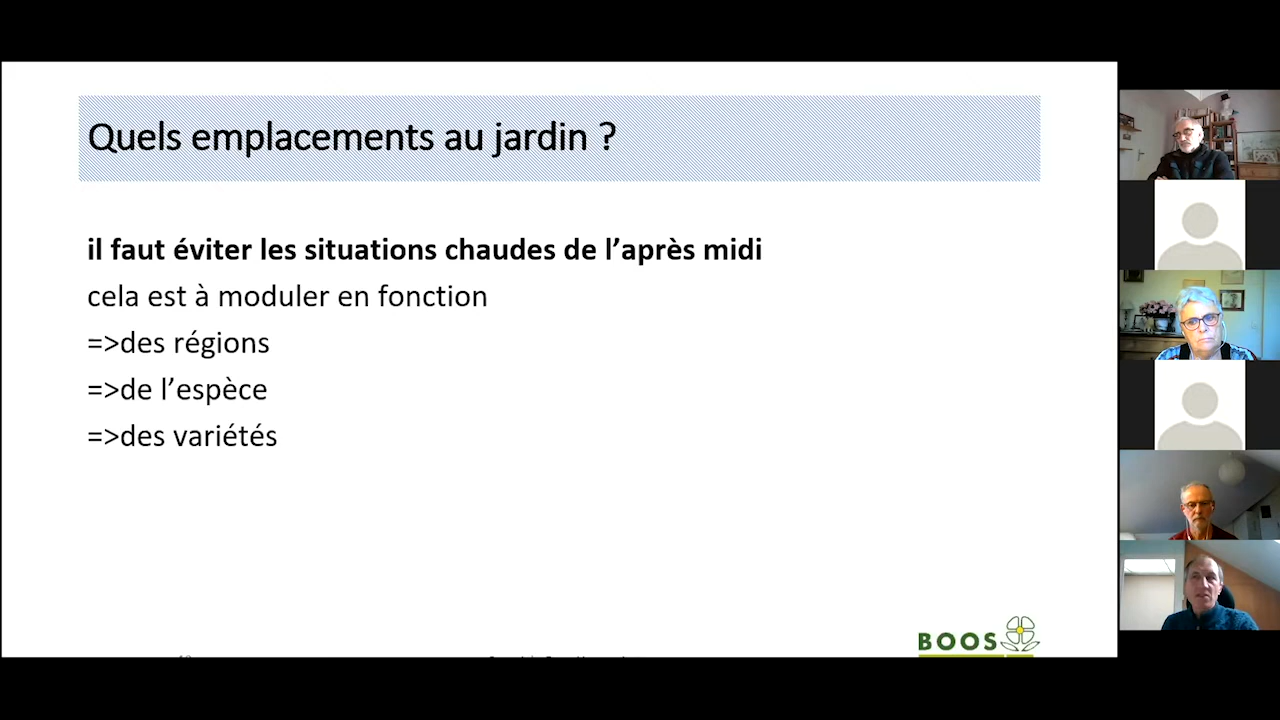 Quels emplacements au jardin ?
il faut éviter les situations chaudes de l’après midi
cela est à moduler en fonction
=>des régions
=>de l’espèce
=>des variétés
BOOS